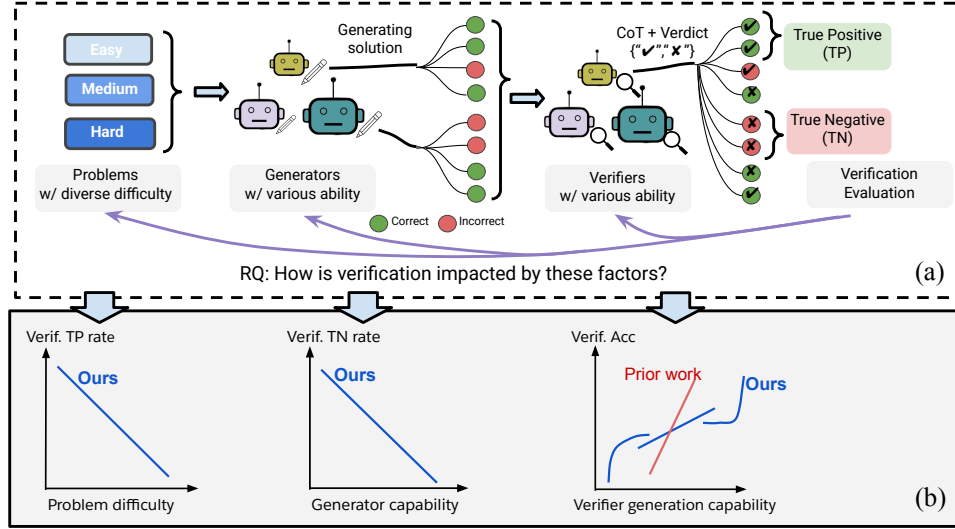 Easy
Medium
Hard
Problems
w/ diverse difficulty
Generating
solution
Generators
w/ various ability
Correct
Incorrect
CoT + Verdict
{“✔”,“✘”}
Verifiers
w/ various ability
True Positive
(TP)
True Negative
(TN)
Verification
Evaluation
RQ: How is verification impacted by these factors?
(a)
Verif. TP rate
Ours
Problem difficulty
Verif. TN rate
Ours
Generator capability
Verif. Acc
Prior work
Ours
Verifier generation capability
(b)